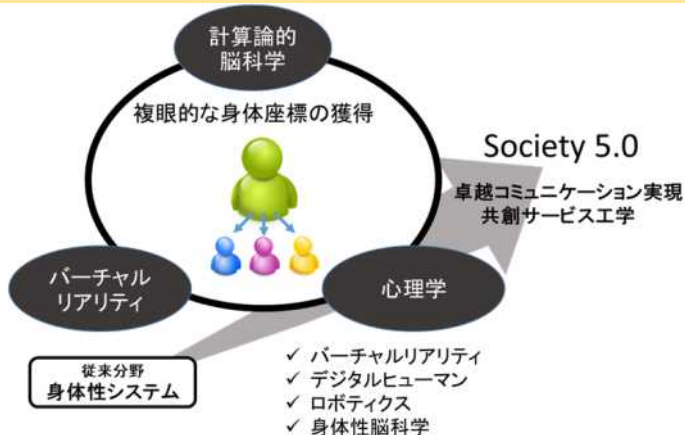 計算論的
脳科学
複眼的な身体座標の獲得
Society 5.0
卓越コミュニケーション実現
共創サービス工学
バーチャル
リアリティ
心理学
従来分野
身体性システム
✓ バーチャルリアリティ
✓ デジタルヒューマン
✓ ロボティクス
✓ 身体性脳科学